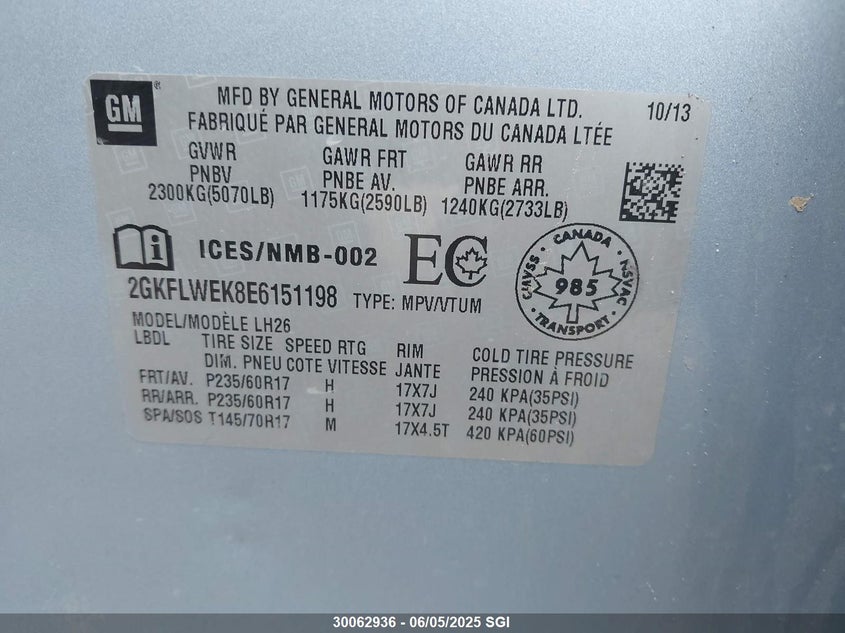 GM
MFD BY GENERAL MOTORS OF CANADA LTD. 10/13
FABRIQUÉ PAR GENERAL MOTORS DU CANADA LTÉE
GVWR GAWR FRT GAWR RR
PNBV PNBE AV. PNBE ARR.
2300KG(5070LB) 1175KG(2590LB) 1240KG(2733LB)
ICES/NMB-002 EC
CANADA
985
TRANSPORT
NSVAC
SVAC/S
2GKFLWEK8E6151198 TYPE: MPV/VTUM
MODEL/MODÈLE LH26
LBDL TIRE SIZE SPEED RTG RIM COLD TIRE PRESSURE
DIM. PNEU COTE VITESSE JANTE PRESSION À FROID
FRT/AV. P235/60R17 H 17X7J 240 KPA(35PSI)
RR/ARR. P235/60R17 H 17X7J 240 KPA(35PSI)
SPA/SOS T145/70R17 M 17X4.5T 420 KPA(60PSI)
30062936 - 06/05/2025 SGI